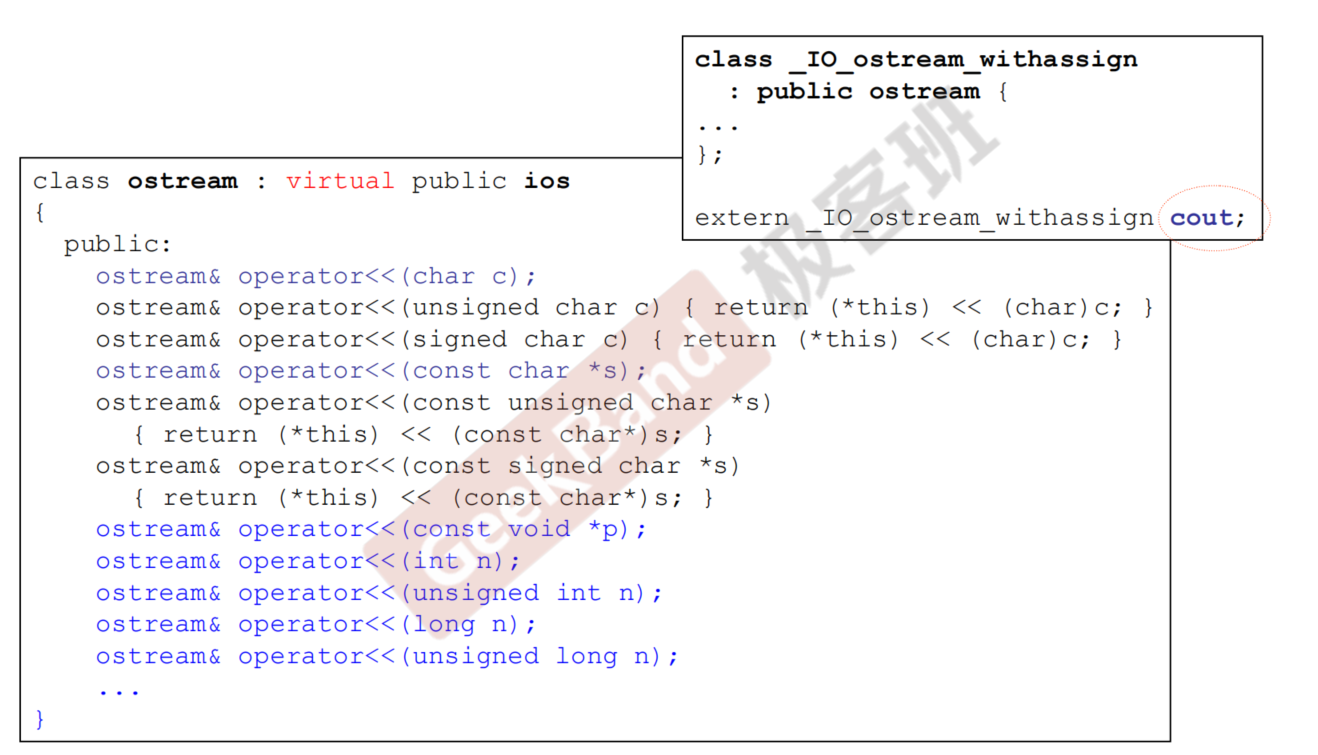 class _IO_ostream_withassign
: public ostream {
...
};
extern _IO_ostream_withassign cout;
class ostream : virtual public ios
{
public:
ostream& operator<<(char c);
ostream& operator<<(unsigned char c) { return (*this) << (char)c; }
ostream& operator<<(signed char c) { return (*this) << (char)c; }
ostream& operator<<(const char *s);
ostream& operator<<(const unsigned char *s)
{ return (*this) << (const char*)s; }
ostream& operator<<(const signed char *s)
{ return (*this) << (const char*)s; }
ostream& operator<<(const void *p);
ostream& operator<<(int n);
ostream& operator<<(unsigned int n);
ostream& operator<<(long n);
ostream& operator<<(unsigned long n);
...
}
GeekBand 极客班